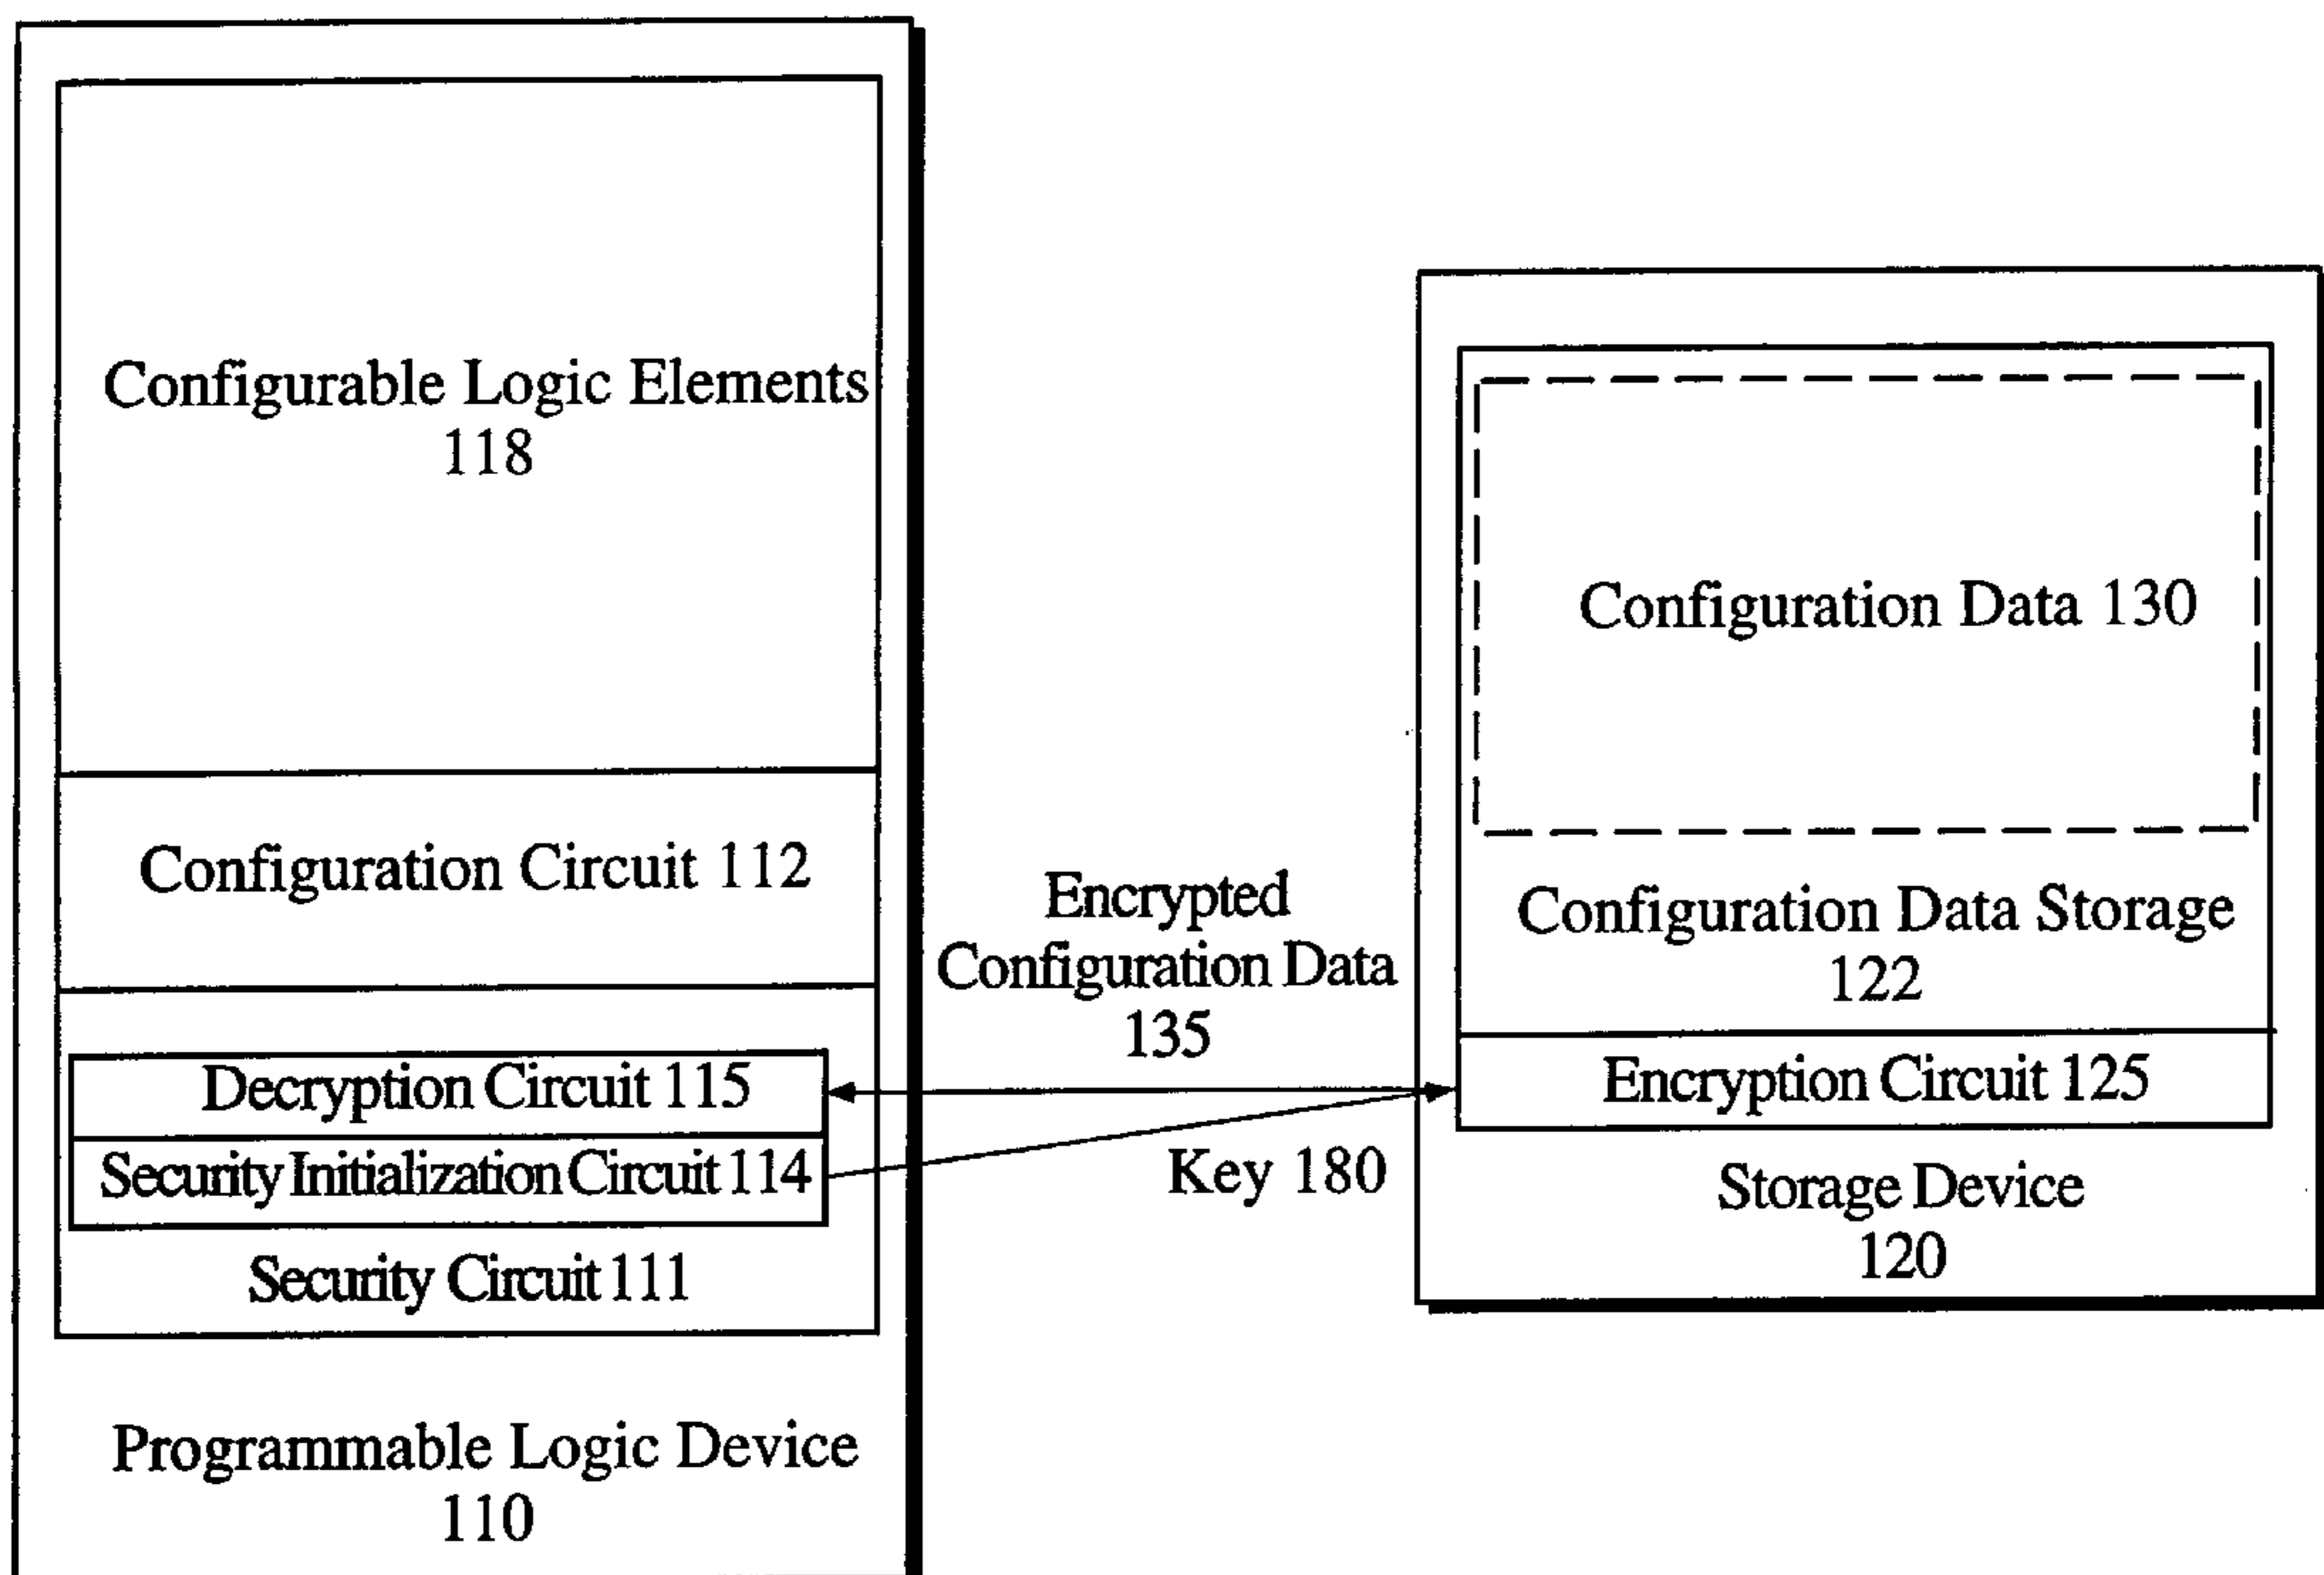 Configurable Logic Elements
118
Configuration Circuit 112
Decryption Circuit 115
Security Initialization Circuit 114
Security Circuit 111
Programmable Logic Device
110
Encrypted
Configuration Data
135
Key 180
Configuration Data 130
Configuration Data Storage
122
Encryption Circuit 125
Storage Device
120